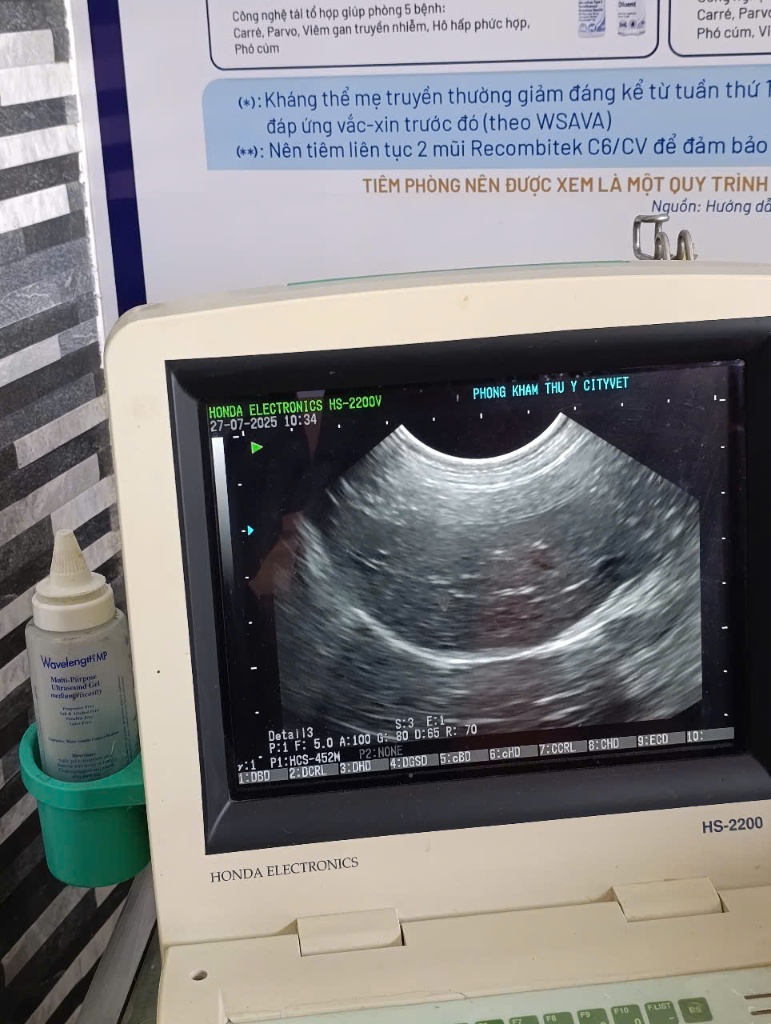 Công nghệ tái tổ hợp giúp phòng 5 bệnh:
Carré, Parvo, Viêm gan truyền nhiễm, Hô hấp phức hợp,
Phó cúm
Carré, Parvo
Phó cúm, Vi
(*): Kháng thể mẹ truyền thường giảm đáng kể từ tuần thứ 1
đáp ứng vắc-xin trước đó (theo WSAVA)
(**): Nên tiêm liên tục 2 mũi Recombitek C6/CV để đảm bảo
TIÊM PHÒNG NÊN ĐƯỢC XEM LÀ MỘT QUY TRÌNH
Nguồn: Hướng dẫ
HONDA ELECTRONICS HS-2200V
PHONG KHAM THU Y CITYVET
27-07-2025 10:34
Detail3
S:3 E:1
P:1 F: 5.0 A:100 G: 80 D:65 R: 70
P1:HCS-452M P2:NONE
1:DBD 2:DCRL 3:DHD 4:DGSD 5:cBD 6:cHD 7:CCRL 8:CHD 9:ECD 10:
HS-2200
HONDA ELECTRONICS
Wavelength MP
Multi-Purpose
Ultrasound Gel
F7 F8 F9 F10 F.LIST BS